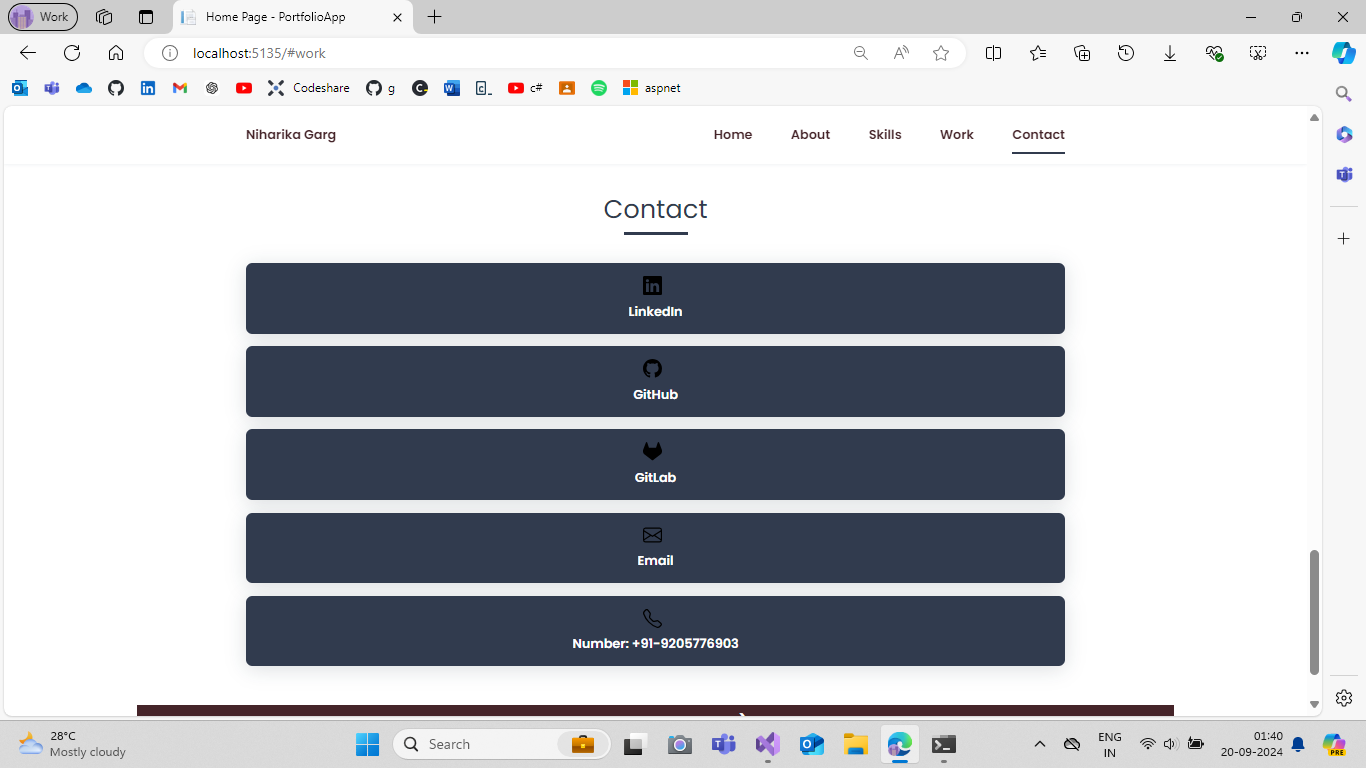 Work
Home Page - PortfolioApp
localhost:5135/#work
Codeshare
g
c#
aspnet
Niharika Garg
Home
About
Skills
Work
Contact
Contact
LinkedIn
GitHub
GitLab
Email
Number: +91-9205776903
28°C
Mostly cloudy
Search
ENG
IN
01:40
20-09-2024
PRE